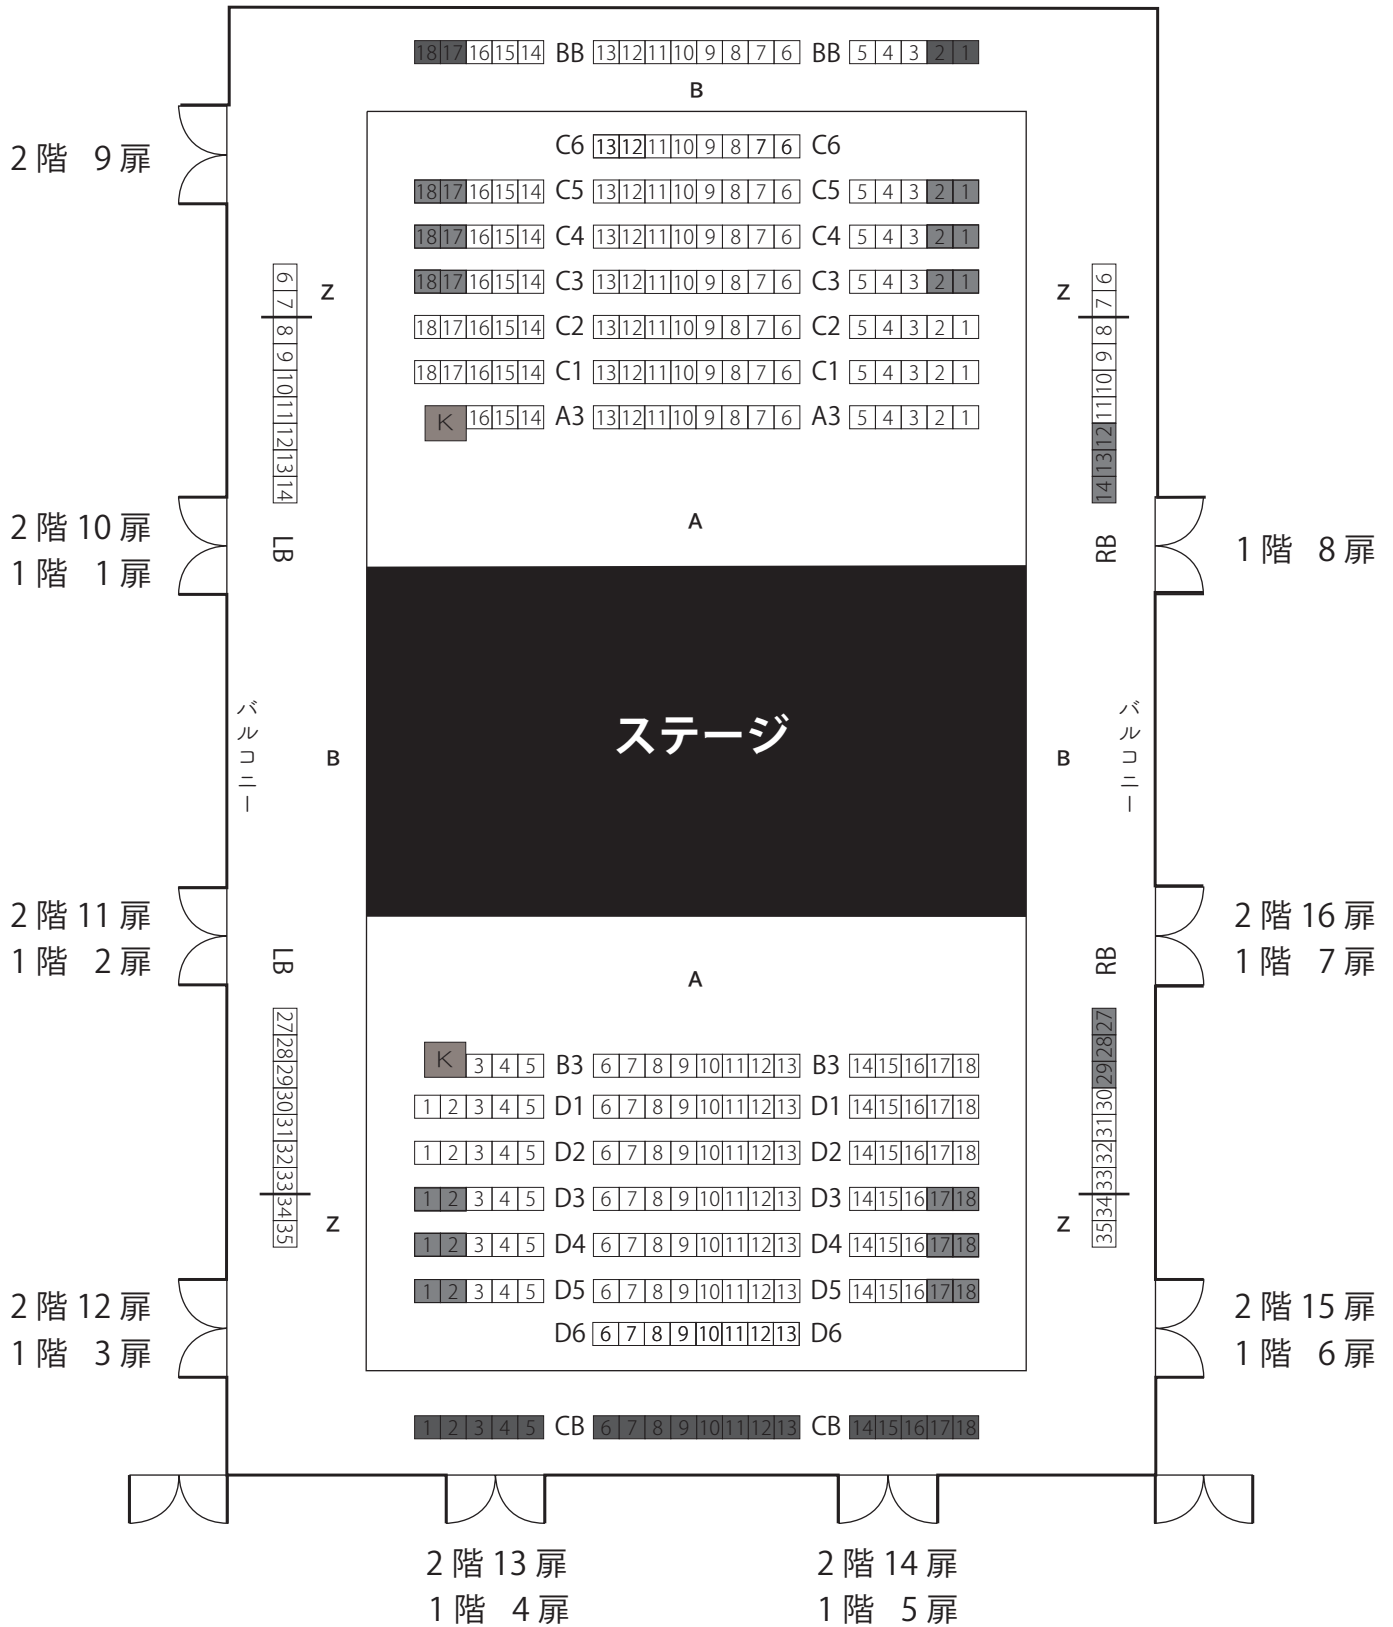 18 17 16 15 14 BB 13 12 11 10 9 8 7 6 BB 5 4 3 2 1
B
C6 13 12 11 10 9 8 7 6 C6
2階 9扉
18 17 16 15 14 C5 13 12 11 10 9 8 7 6 C5 5 4 3 2 1
18 17 16 15 14 C4 13 12 11 10 9 8 7 6 C4 5 4 3 2 1
18 17 16 15 14 C3 13 12 11 10 9 8 7 6 C3 5 4 3 2 1
18 17 16 15 14 C2 13 12 11 10 9 8 7 6 C2 5 4 3 2 1
18 17 16 15 14 C1 13 12 11 10 9 8 7 6 C1 5 4 3 2 1
K 16 15 14 A3 13 12 11 10 9 8 7 6 A3 5 4 3 2 1
6 7 8 9 10 11 12 13 14 LB
Z
Z
6 7 8 9 10 11 12 13 14 RB
A
2階 10扉
1階 1扉
1階 8扉
ステージ
バルコニー
B
B
バルコニー
2階 11扉
1階 2扉
2階 16扉
1階 7扉
A
LB 27 28 29 30 31 32 33 34 35
RB 27 28 29 30 31 32 33 34 35
K 3 4 5 B3 6 7 8 9 10 11 12 13 B3 14 15 16 17 18
1 2 3 4 5 D1 6 7 8 9 10 11 12 13 D1 14 15 16 17 18
1 2 3 4 5 D2 6 7 8 9 10 11 12 13 D2 14 15 16 17 18
1 2 3 4 5 D3 6 7 8 9 10 11 12 13 D3 14 15 16 17 18
Z
Z
1 2 3 4 5 D4 6 7 8 9 10 11 12 13 D4 14 15 16 17 18
1 2 3 4 5 D5 6 7 8 9 10 11 12 13 D5 14 15 16 17 18
D6 6 7 8 9 10 11 12 13 D6
2階 12扉
1階 3扉
2階 15扉
1階 6扉
1 2 3 4 5 CB 6 7 8 9 10 11 12 13 CB 14 15 16 17 18
2階 13扉
1階 4扉
2階 14扉
1階 5扉